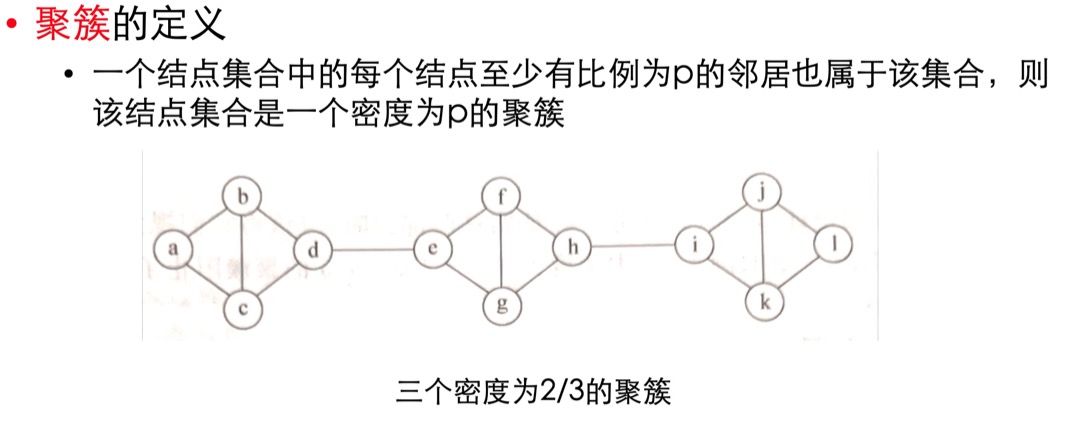 • 聚簇的定义
• 一个结点集合中的每个结点至少有比例为p的邻居也属于该集合，则
该结点集合是一个密度为p的聚簇
b f j
a d e h i l
c g k
三个密度为2/3的聚簇